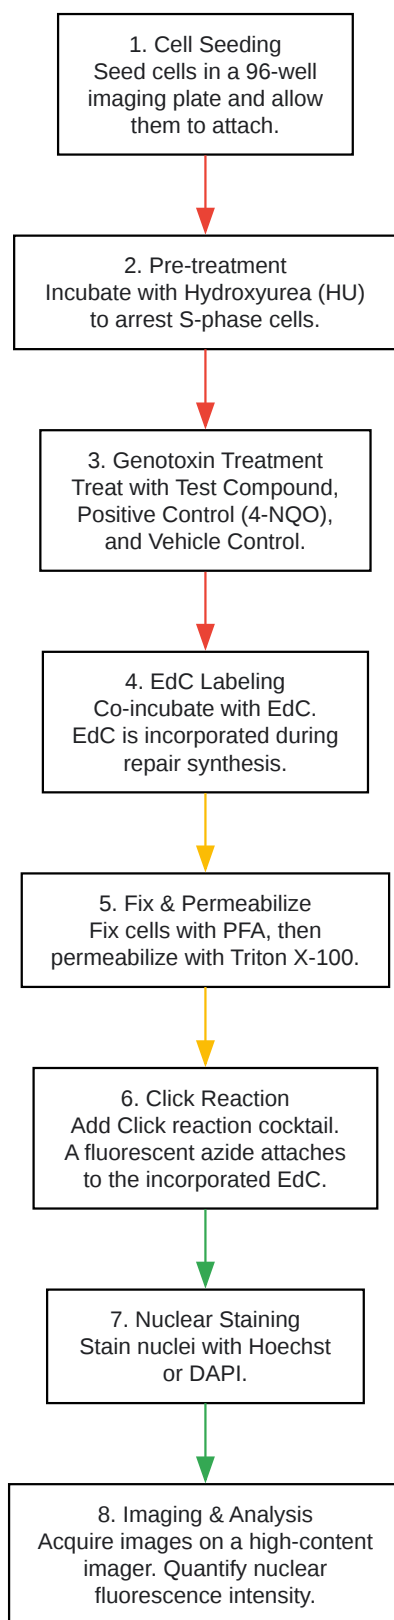 1. Cell Seeding
Seed cells in a 96-well
imaging plate and allow
them to attach.
2. Pre-treatment
Incubate with Hydroxyurea (HU)
to arrest S-phase cells.
3. Genotoxin Treatment
Treat with Test Compound,
Positive Control (4-NQO),
and Vehicle Control.
4. EdC Labeling
Co-incubate with EdC.
EdC is incorporated during
repair synthesis.
5. Fix & Permeabilize
Fix cells with PFA, then
permeabilize with Triton X-100.
6. Click Reaction
Add Click reaction cocktail.
A fluorescent azide attaches
to the incorporated EdC.
7. Nuclear Staining
Stain nuclei with Hoechst
or DAPI.
8. Imaging & Analysis
Acquire images on a high-content
imager. Quantify nuclear
fluorescence intensity.